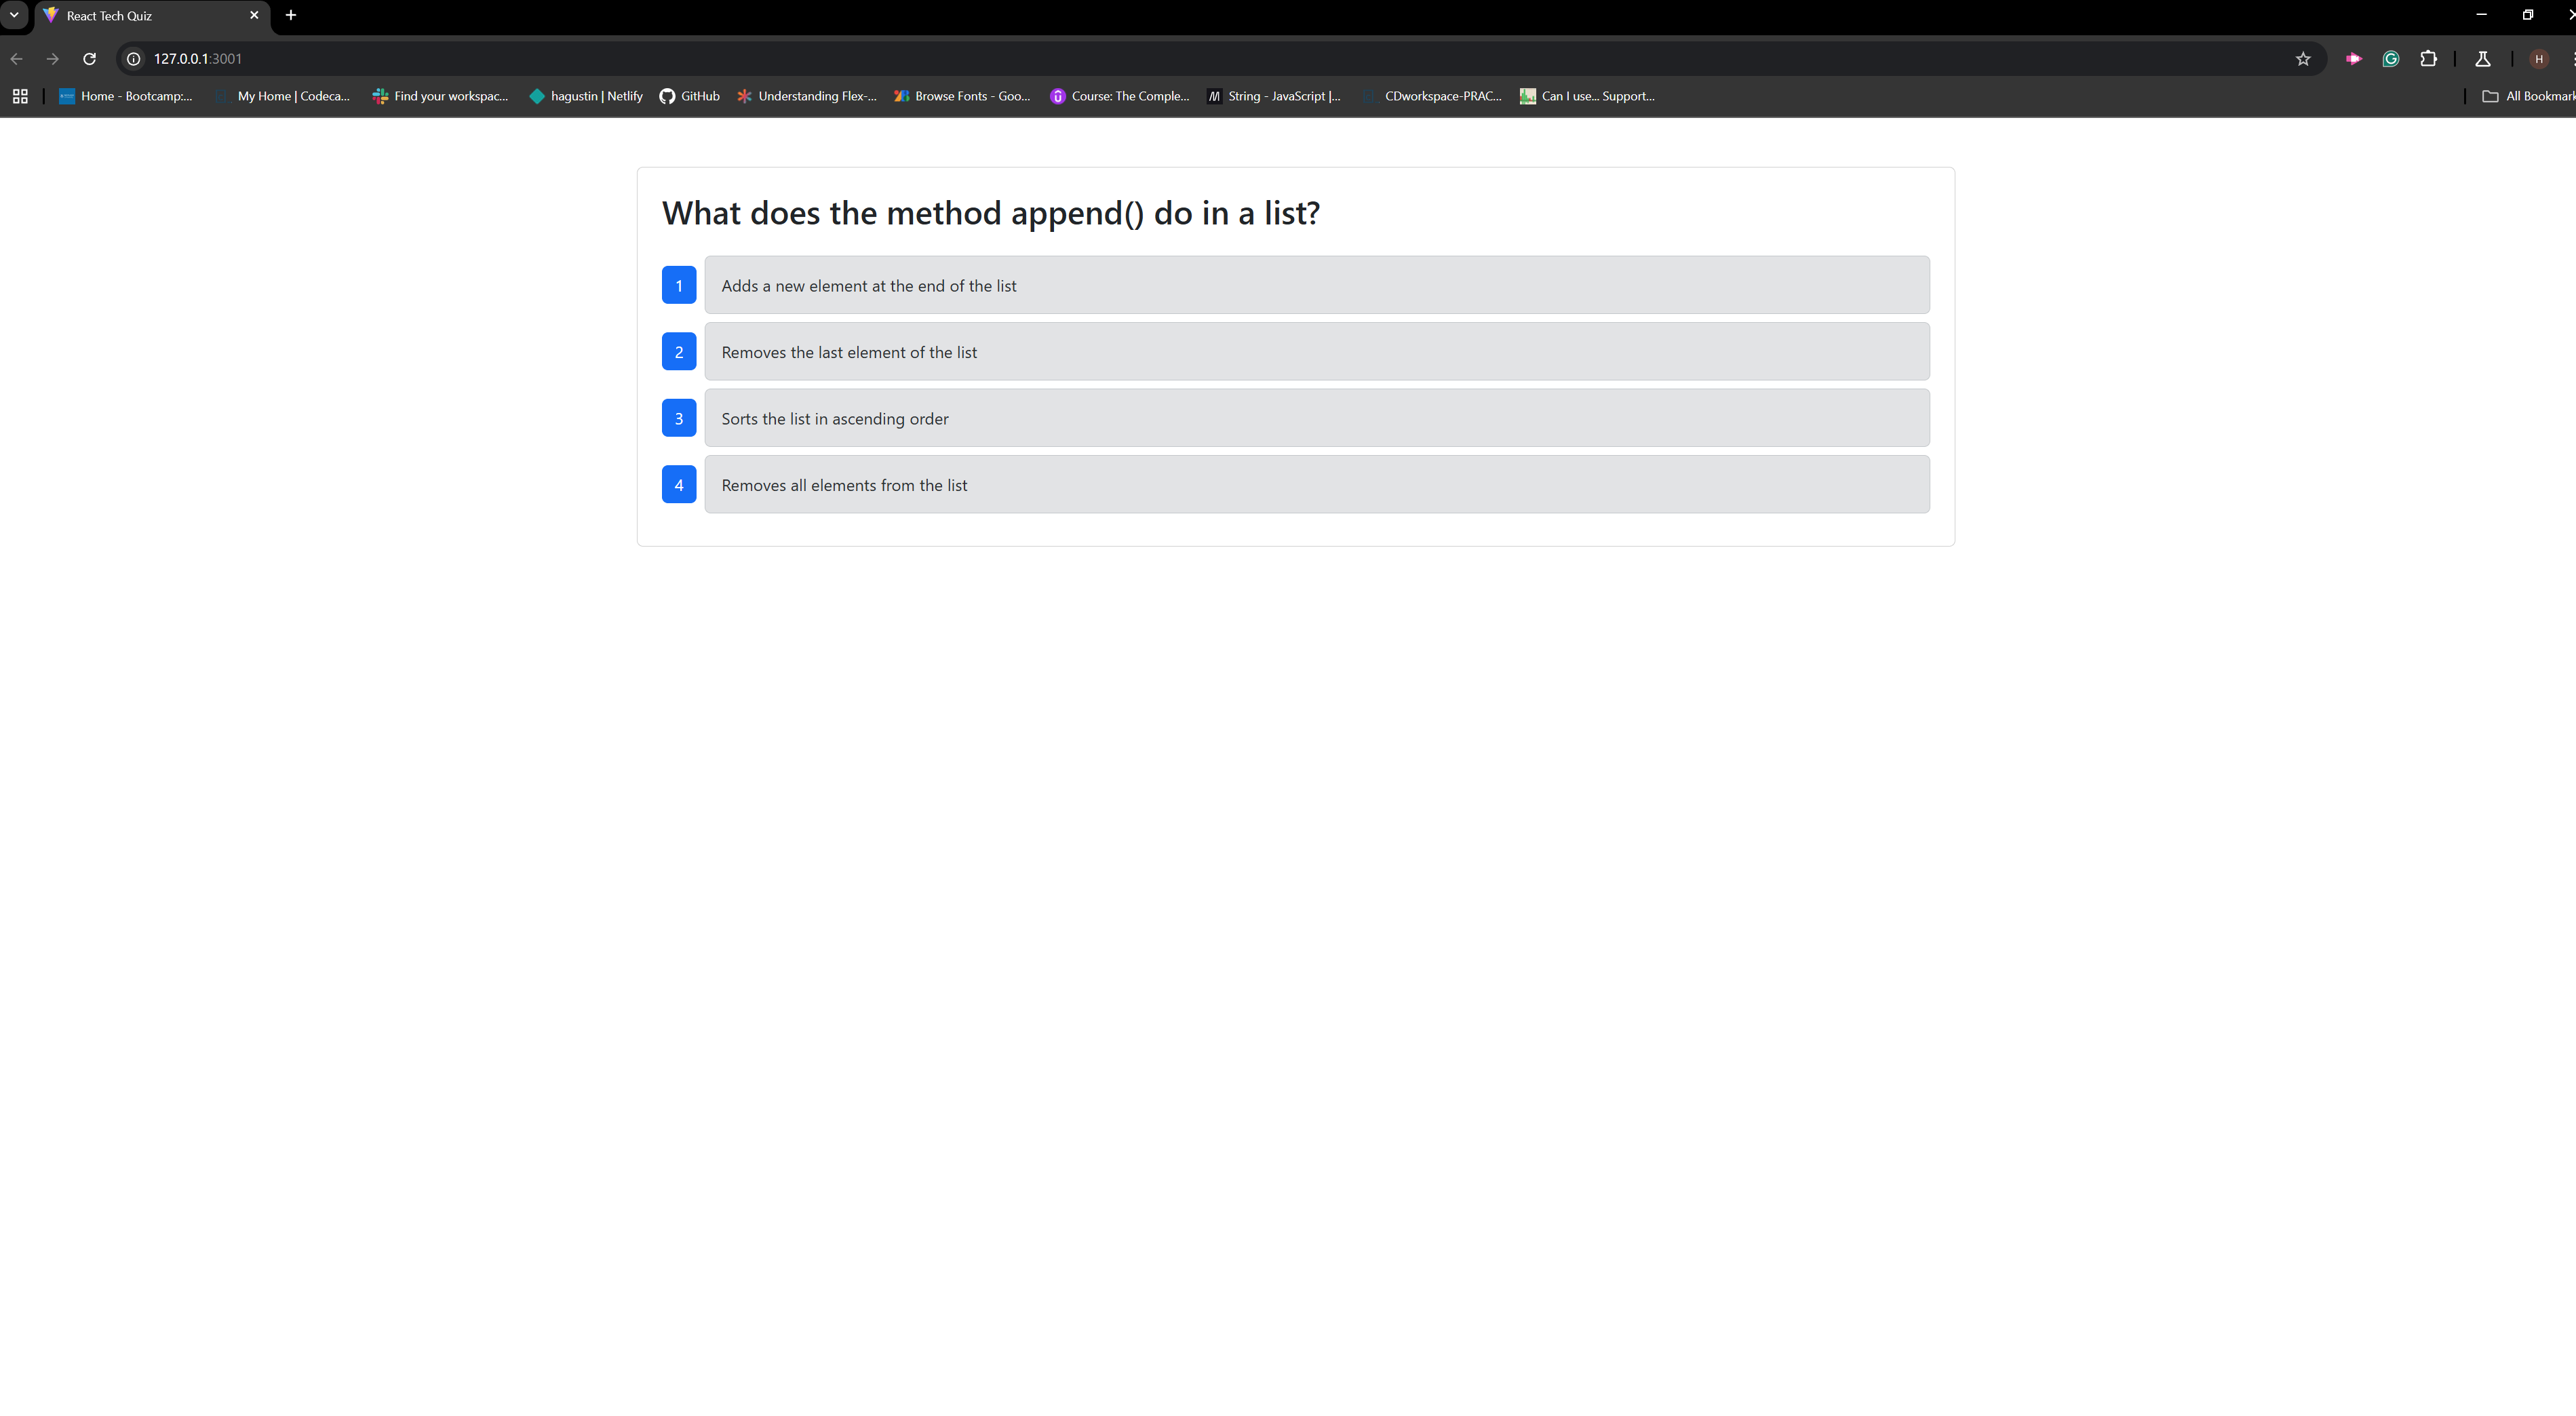 React Tech Quiz
127.0.0.1:3001
H
Home - Bootcamp:... My Home | Codeca... Find your workspac... hagustin | Netlify GitHub Understanding Flex-... Browse Fonts - Goo... Course: The Comple... String - JavaScript |... CDworkspace-PRAC... Can I use... Support... All Bookmark
What does the method append() do in a list?
1 Adds a new element at the end of the list
2 Removes the last element of the list
3 Sorts the list in ascending order
4 Removes all elements from the list